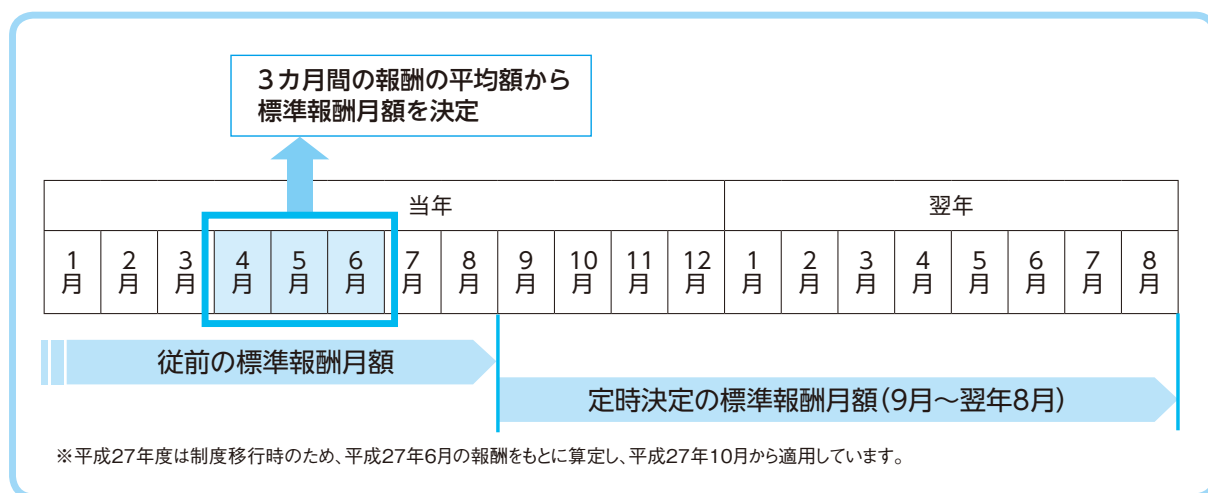 3カ月間の報酬の平均額から
標準報酬月額を決定
当年 翌年
1月 2月 3月 4月 5月 6月 7月 8月 9月 10月 11月 12月 1月 2月 3月 4月 5月 6月 7月 8月
従前の標準報酬月額
定時決定の標準報酬月額(9月～翌年8月)
※平成27年度は制度移行時のため、平成27年6月の報酬をもとに算定し、平成27年10月から適用しています。